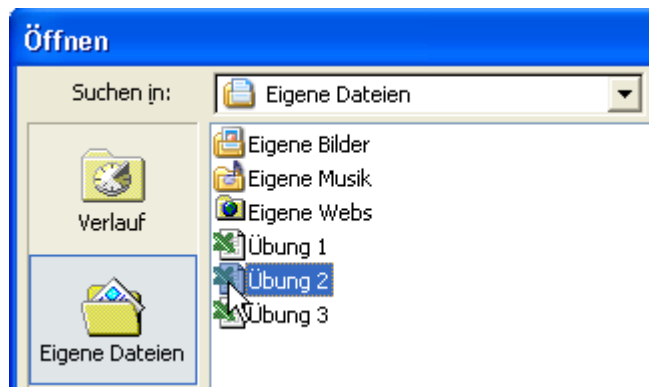 Öffnen
Suchen in:
Eigene Dateien
Verlauf
Eigene Dateien
Eigene Bilder
Eigene Musik
Eigene Webs
Übung 1
Übung 2
Übung 3